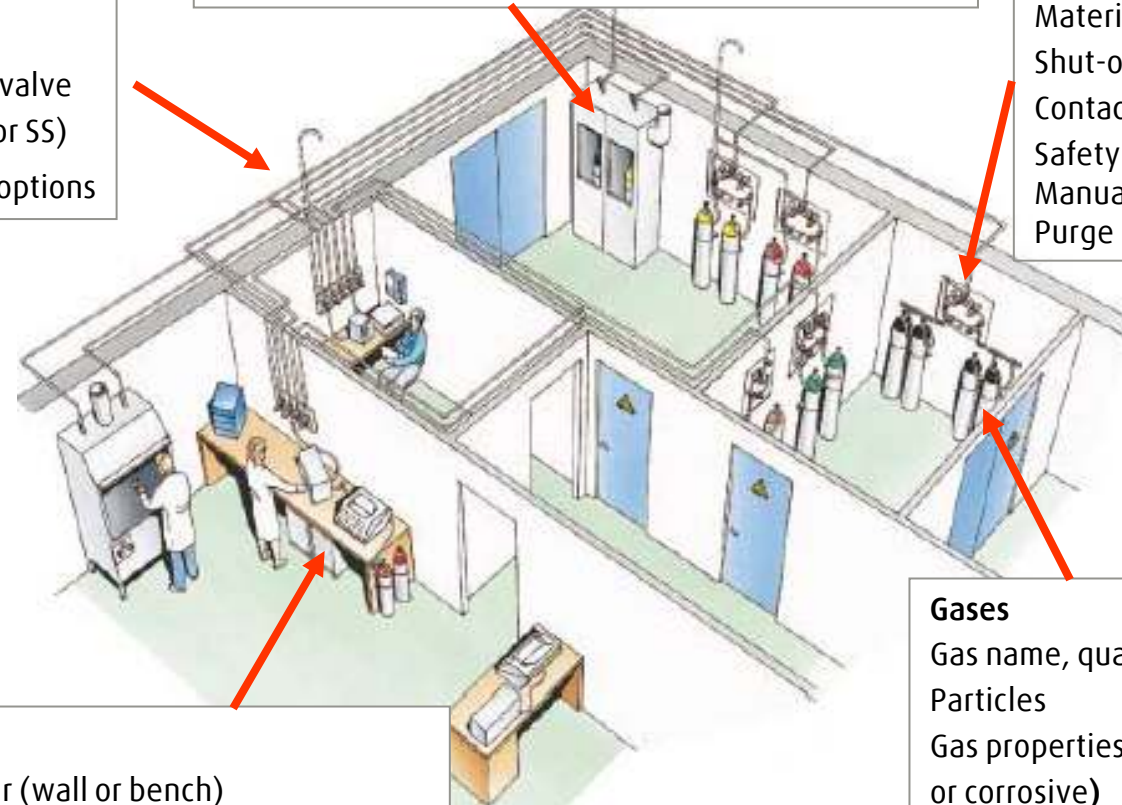 valve
or SS)
options
Materi
Shut-o
Contac
Safety
Manua
Purge
Gases
Gas name, qua
Particles
Gas properties
or corrosive)
r (wall or bench)